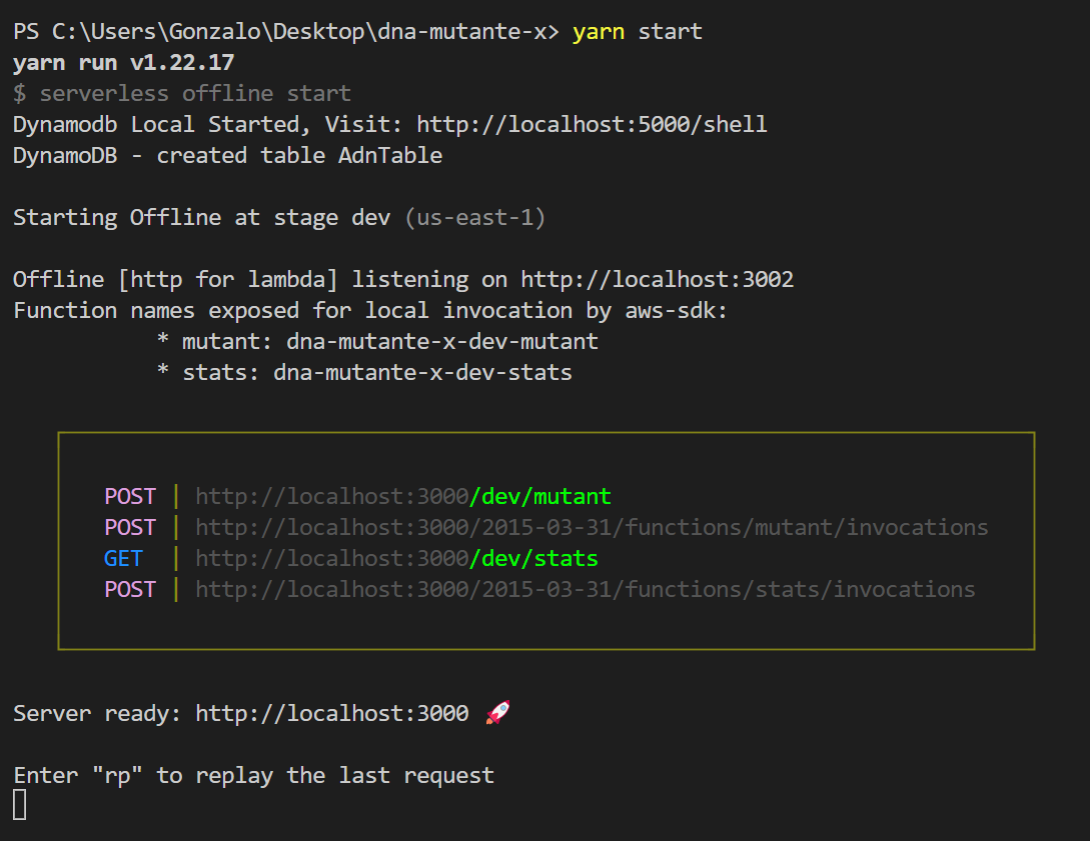 PS C:\Users\Gonzalo\Desktop\dna-mutante-x> yarn start
yarn run v1.22.17
$ serverless offline start
Dynamodb Local Started, Visit: http://localhost:5000/shell
DynamoDB - created table AdnTable
Starting Offline at stage dev (us-east-1)
Offline [http for lambda] listening on http://localhost:3002
Function names exposed for local invocation by aws-sdk:
* mutant: dna-mutante-x-dev-mutant
* stats: dna-mutante-x-dev-stats
POST | http://localhost:3000/dev/mutant
POST | http://localhost:3000/2015-03-31/functions/mutant/invocations
GET | http://localhost:3000/dev/stats
POST | http://localhost:3000/2015-03-31/functions/stats/invocations
Server ready: http://localhost:3000 🚀
Enter "rp" to replay the last request